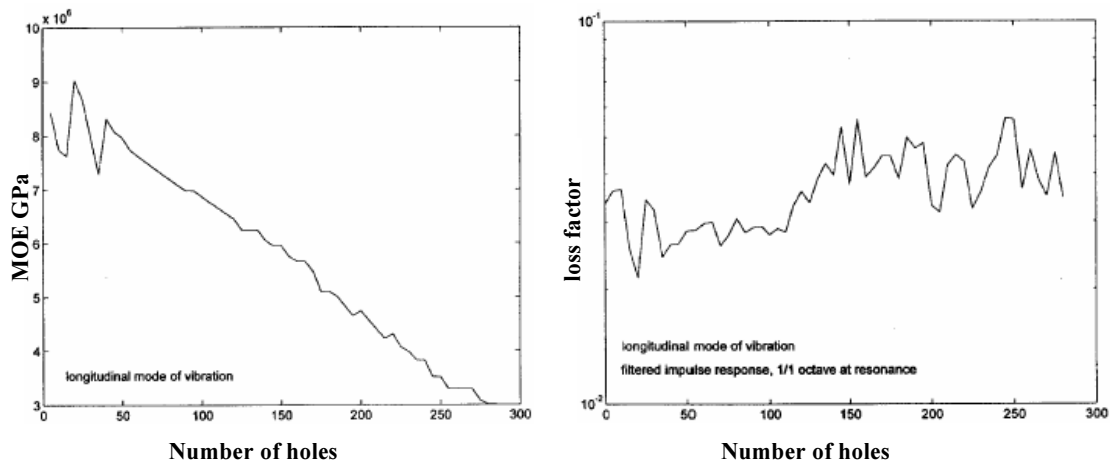 x 10⁶
10
9
8
7
6
5
4
3
MOE GPa
longitudinal mode of vibration
0 50 100 150 200 250 300
Number of holes
10⁻¹
10⁻²
loss factor
longitudinal mode of vibration
filtered impulse response, 1/1 octave at resonance
0 50 100 150 200 250 300
Number of holes